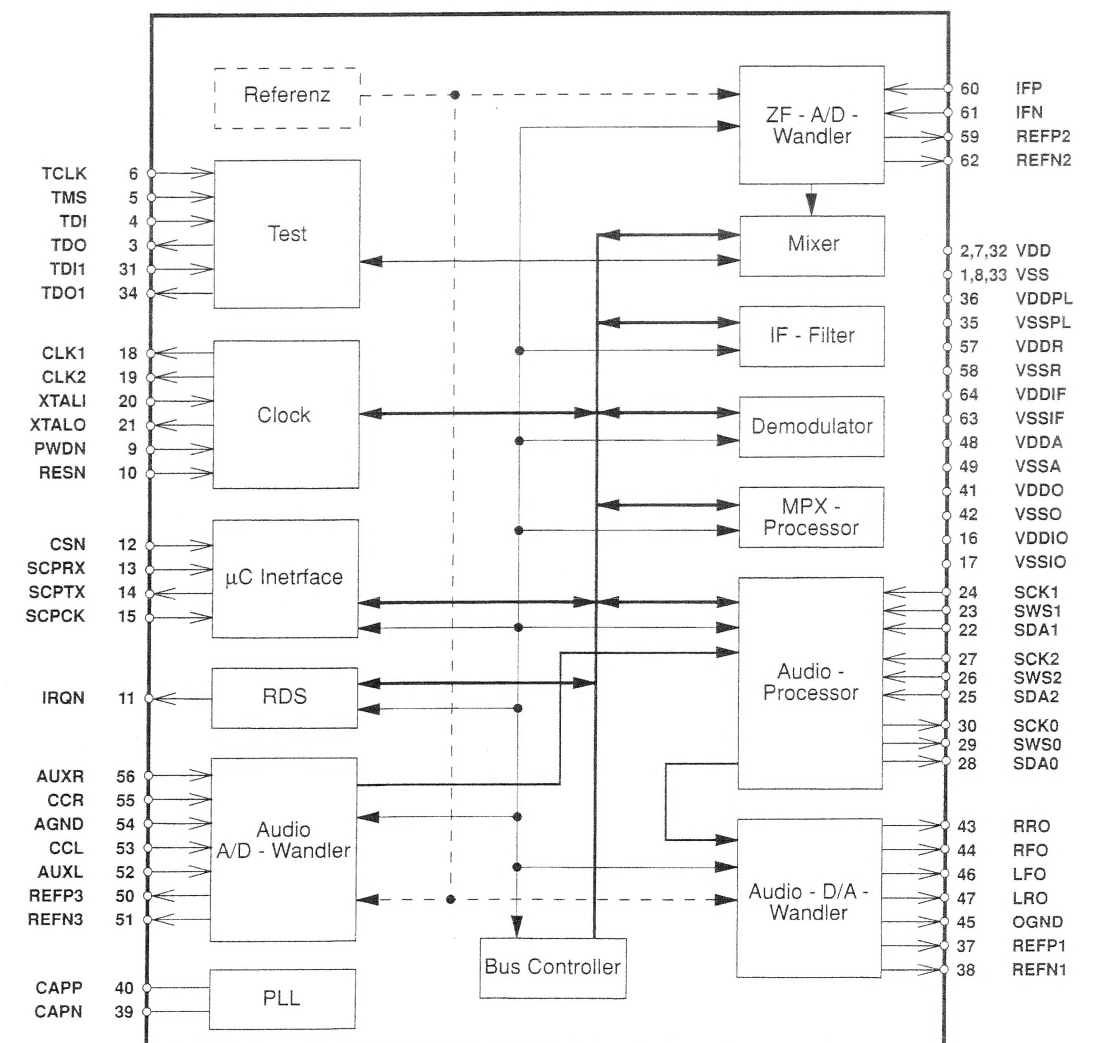 Referenz
TCLK 6
TMS 5
TDI 4
TDO 3
TDI1 31
TDO1 34
Test
CLK1 18
CLK2 19
XTALI 20
XTALO 21
PWDN 9
RESN 10
Clock
CSN 12
SCPRX 13
SCPTX 14
SCPCK 15
µC Inetrface
IRQN 11
RDS
AUXR 56
CCR 55
AGND 54
CCL 53
AUXL 52
REFP3 50
REFN3 51
Audio
A/D - Wandler
CAPP 40
CAPN 39
PLL
Bus Controller
ZF - A/D -
Wandler
Mixer
IF - Filter
Demodulator
MPX -
Processor
Audio -
Processor
Audio - D/A -
Wandler
60 IFP
61 IFN
59 REFP2
62 REFN2
2,7,32 VDD
1,8,33 VSS
36 VDDPL
35 VSSPL
57 VDDR
58 VSSR
64 VDDIF
63 VSSIF
48 VDDA
49 VSSA
41 VDDO
42 VSSO
16 VDDIO
17 VSSIO
24 SCK1
23 SWS1
22 SDA1
27 SCK2
26 SWS2
25 SDA2
30 SCK0
29 SWS0
28 SDA0
43 RRO
44 RFO
46 LFO
47 LRO
45 OGND
37 REFP1
38 REFN1